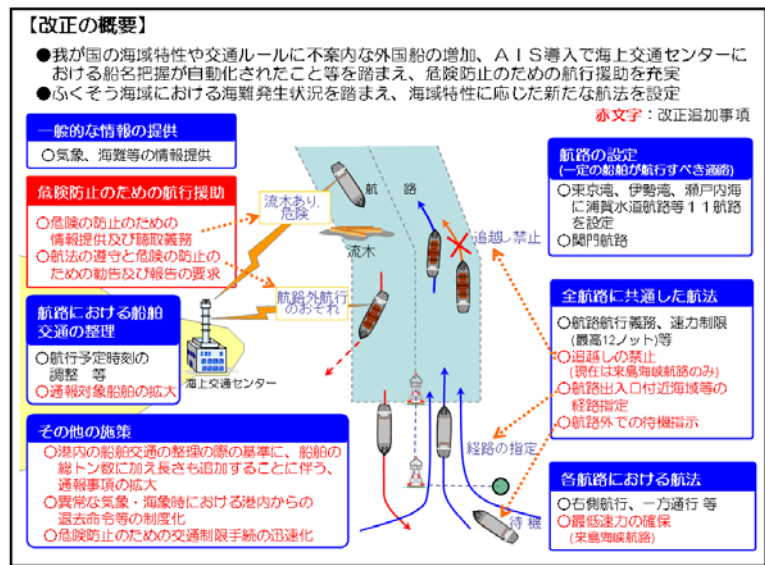 【改正の概要】
●我が国の海域特性や交通ルールに不案内な外国船の増加、ＡＩＳ導入で海上交通センターに
おける船名把握が自動化されたこと等を踏まえ、危険防止のための航行援助を充実
●ふくそう海域における海難発生状況を踏まえ、海域特性に応じた新たな航法を設定
赤文字：改正追加事項
一般的な情報の提供
○気象、海難等の情報提供
危険防止のための航行援助
○危険の防止のための
情報提供及び聴取義務
○航法の遵守と危険の防止の
ための勧告及び報告の要求
航路における船舶
交通の整理
○航行予定時刻の
調整　等
○通報対象船舶の拡大
その他の施策
○港内の船舶交通の整理の際の基準に、船舶の
総トン数に加え長さも追加することに伴う、
通報事項の拡大
○異常な気象・海象時における港内からの
退去命令等の制度化
○危険防止のための交通制限手続の迅速化
流木あり、
危険
航路外航行
のおそれ
海上交通センター
航　路
流木
追越し禁止
経路の指定
待機
航路の設定
(一定の船舶が航行すべき通路)
○東京湾、伊勢湾、瀬戸内海
に浦賀水道航路等１１航路
を設定
○関門航路
全航路に共通した航法
○航路航行義務、速力制限
(最高12ノット)等
○追越しの禁止
(現在は来島海峡航路のみ)
○航路出入口付近海域等の
経路指定
○航路外での待機指示
各航路における航法
○右側航行、一方通行 等
○最低速力の確保
(来島海峡航路)